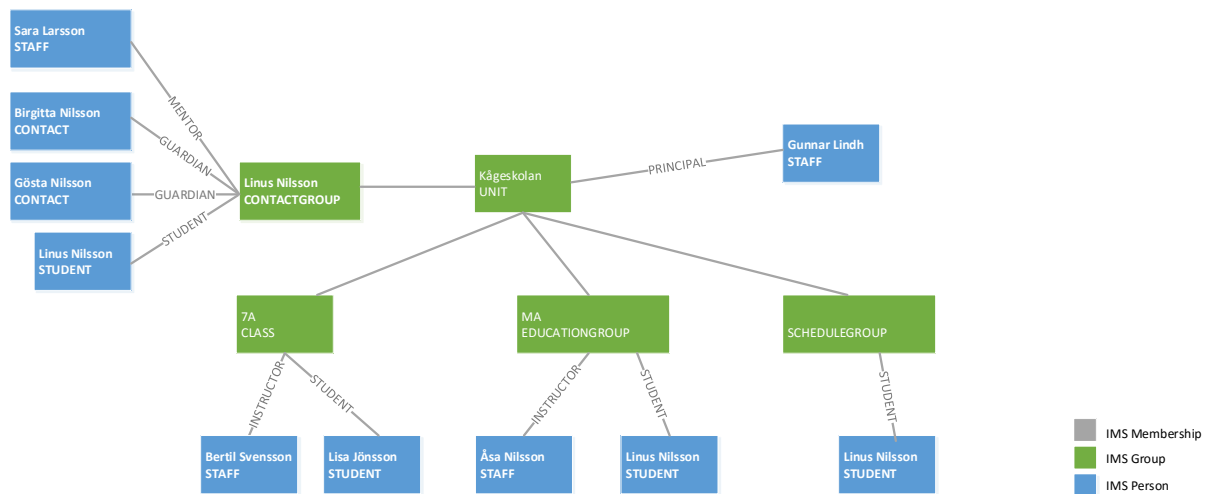 Sara Larsson
STAFF
Birgitta Nilsson
CONTACT
Gösta Nilsson
CONTACT
Linus Nilsson
STUDENT
MENTOR
GUARDIAN
GUARDIAN
STUDENT
Linus Nilsson
CONTACTGROUP
Kågeskolan
UNIT
PRINCIPAL
Gunnar Lindh
STAFF
7A
CLASS
MA
EDUCATIONGROUP
SCHEDULEGROUP
INSTRUCTOR
STUDENT
INSTRUCTOR
STUDENT
STUDENT
Bertil Svensson
STAFF
Lisa Jönsson
STUDENT
Åsa Nilsson
STAFF
Linus Nilsson
STUDENT
Linus Nilsson
STUDENT
IMS Membership
IMS Group
IMS Person